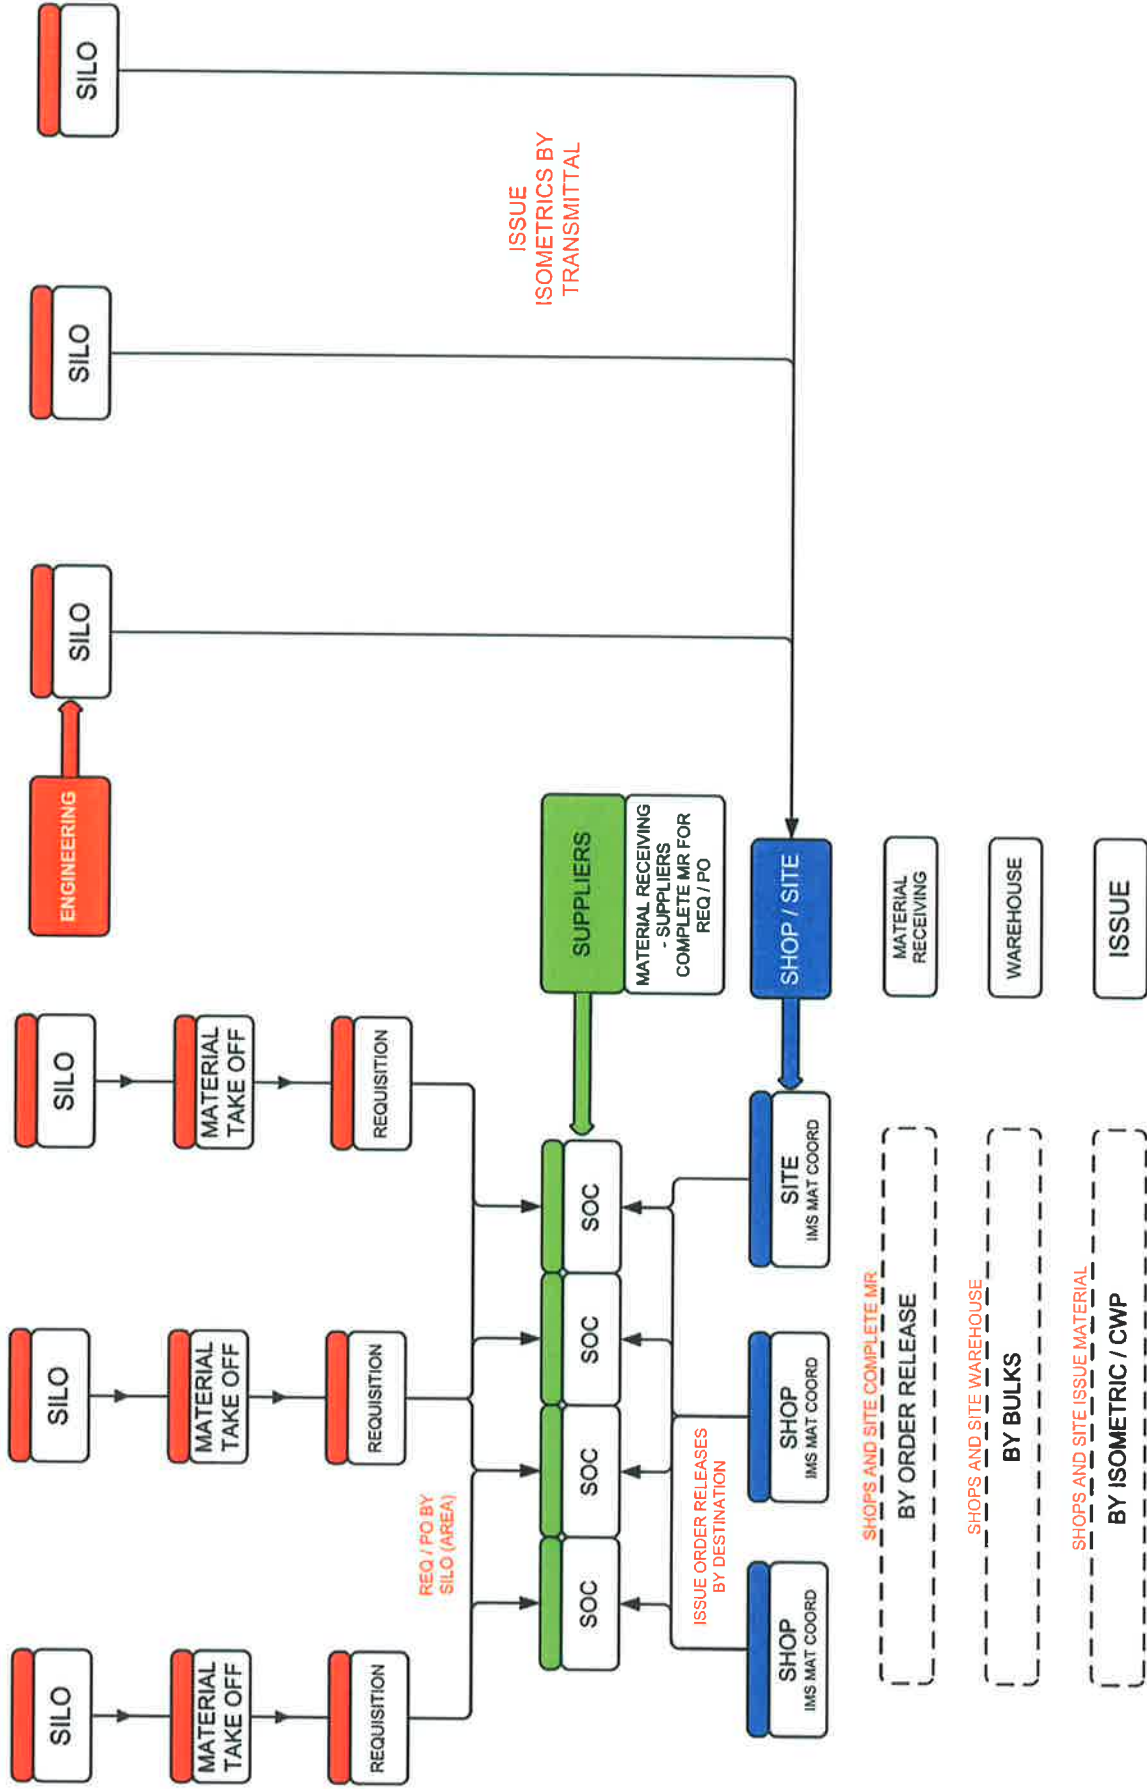 SILO
SILO
SILO
ENGINEERING
SILO
SILO
SILO
MATERIAL
TAKE OFF
MATERIAL
TAKE OFF
MATERIAL
TAKE OFF
REQUISITION
REQUISITION
REQUISITION
REQ / PO BY
SILO (AREA)
ISSUE
ISOMETRICS BY
TRANSMITTAL
SOC
SOC
SOC
SOC
SUPPLIERS
MATERIAL RECEIVING
- SUPPLIERS
COMPLETE MR FOR
REQ / PO
ISSUE ORDER RELEASES
BY DESTINATION
SHOP
IMS MAT COORD
SHOP
IMS MAT COORD
SITE
IMS MAT COORD
SHOP / SITE
SHOPS AND SITE COMPLETE MR
BY ORDER RELEASE
MATERIAL
RECEIVING
SHOPS AND SITE WAREHOUSE
BY BULKS
WAREHOUSE
SHOPS AND SITE ISSUE MATERIAL
BY ISOMETRIC / CWP
ISSUE